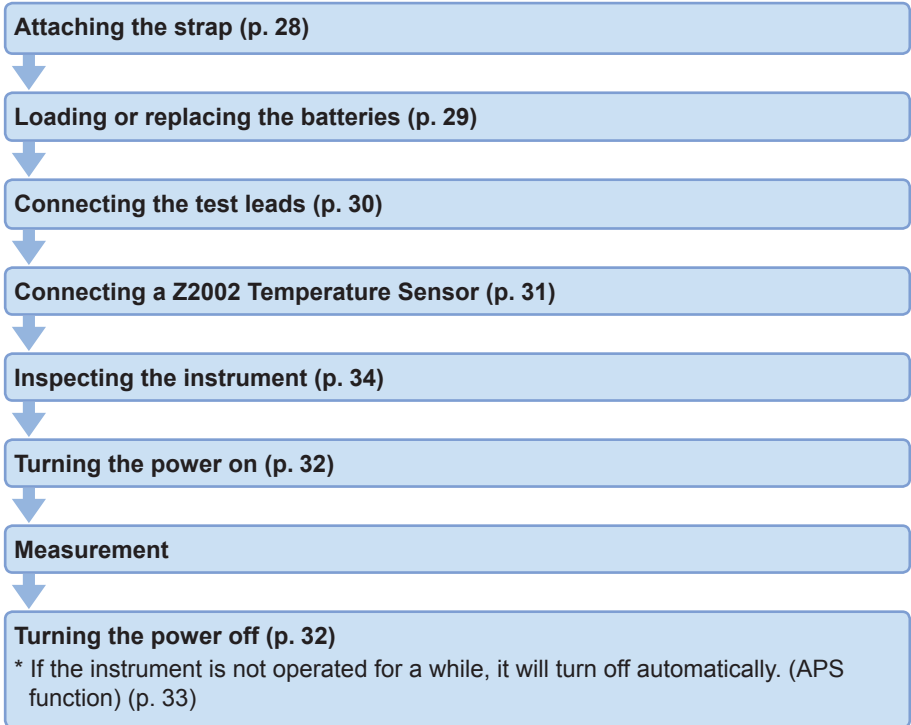 Attaching the strap (p. 28)
Loading or replacing the batteries (p. 29)
Connecting the test leads (p. 30)
Connecting a Z2002 Temperature Sensor (p. 31)
Inspecting the instrument (p. 34)
Turning the power on (p. 32)
Measurement
Turning the power off (p. 32)
* If the instrument is not operated for a while, it will turn off automatically. (APS
function) (p. 33)